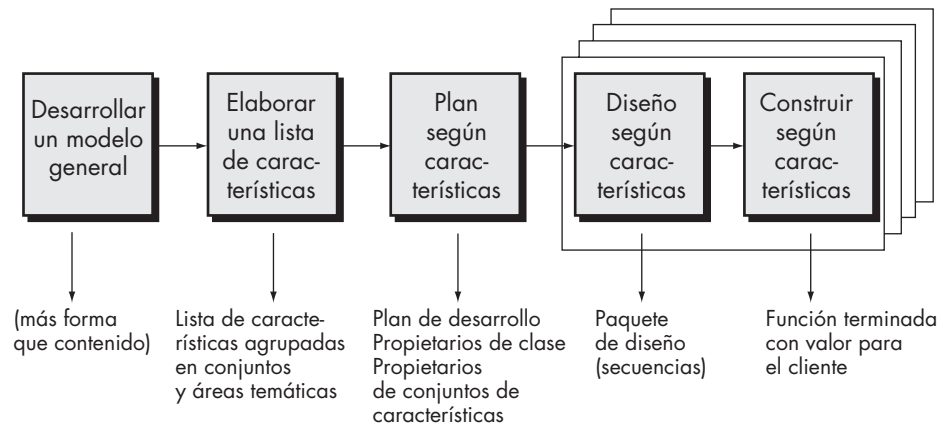 Desarrollar
un modelo
general
Elaborar
una lista
de carac-
terísticas
Plan
según
carac-
terísticas
Diseño
según
carac-
terísticas
Construir
según
carac-
terísticas
(más forma
que contenido)
Lista de caracte-
rísticas agrupadas
en conjuntos
y áreas temáticas
Plan de desarrollo
Propietarios de clase
Propietarios
de conjuntos de
características
Paquete
de diseño
(secuencias)
Función terminada
con valor para
el cliente